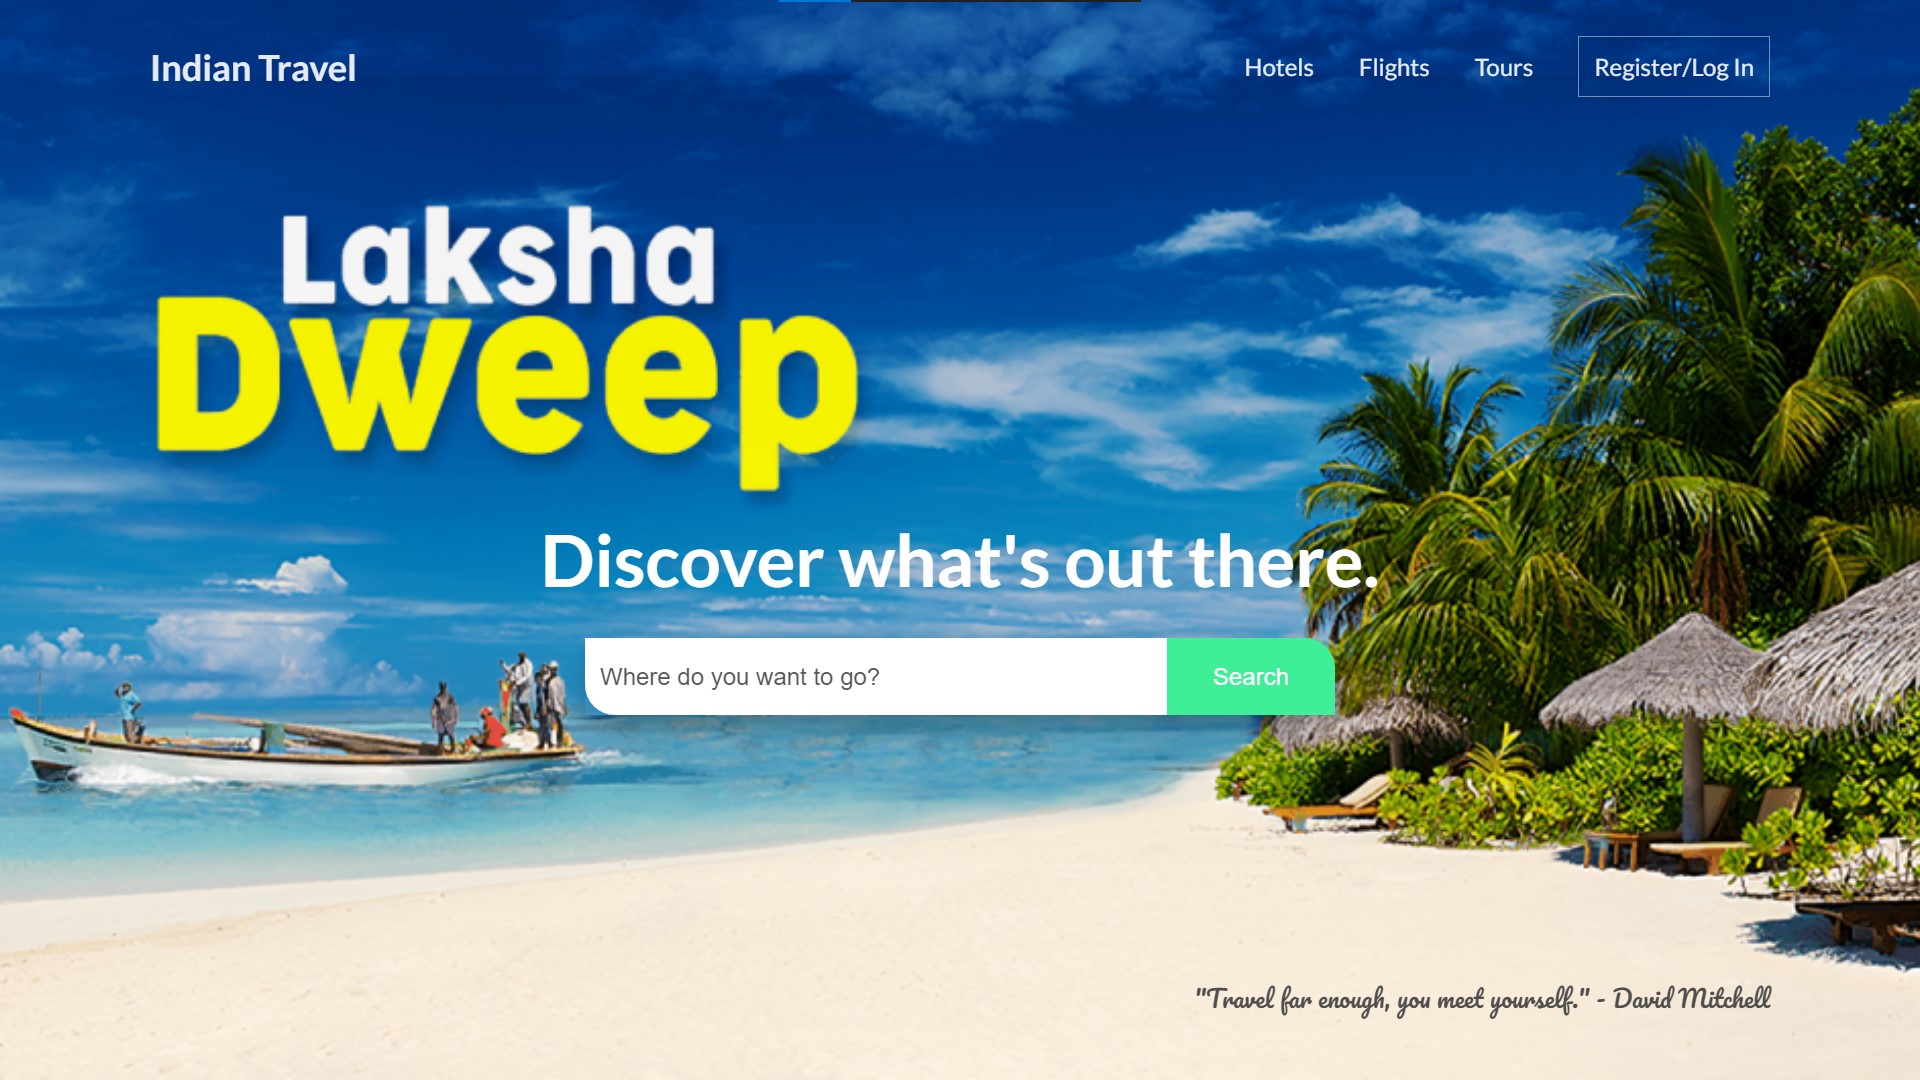 Indian Travel
Hotels
Flights
Tours
Register/Log In
Laksha
Dweep
Discover what's out there.
Where do you want to go?
Search
"Travel far enough, you meet yourself." - David Mitchell